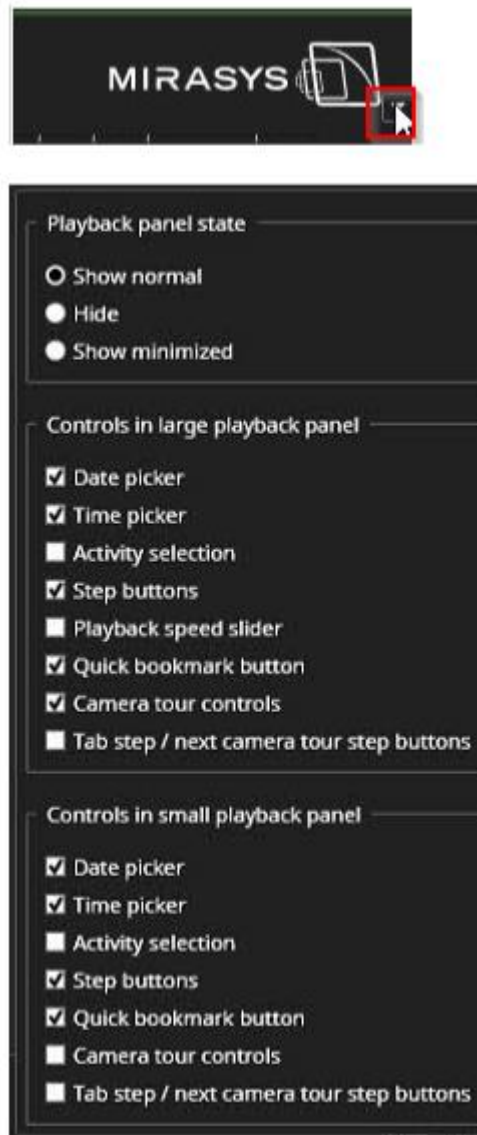 MIRASYS
Playback panel state
Show normal
Hide
Show minimized
Controls in large playback panel
Date picker
Time picker
Activity selection
Step buttons
Playback speed slider
Quick bookmark button
Camera tour controls
Tab step / next camera tour step buttons
Controls in small playback panel
Date picker
Time picker
Activity selection
Step buttons
Quick bookmark button
Camera tour controls
Tab step / next camera tour step buttons